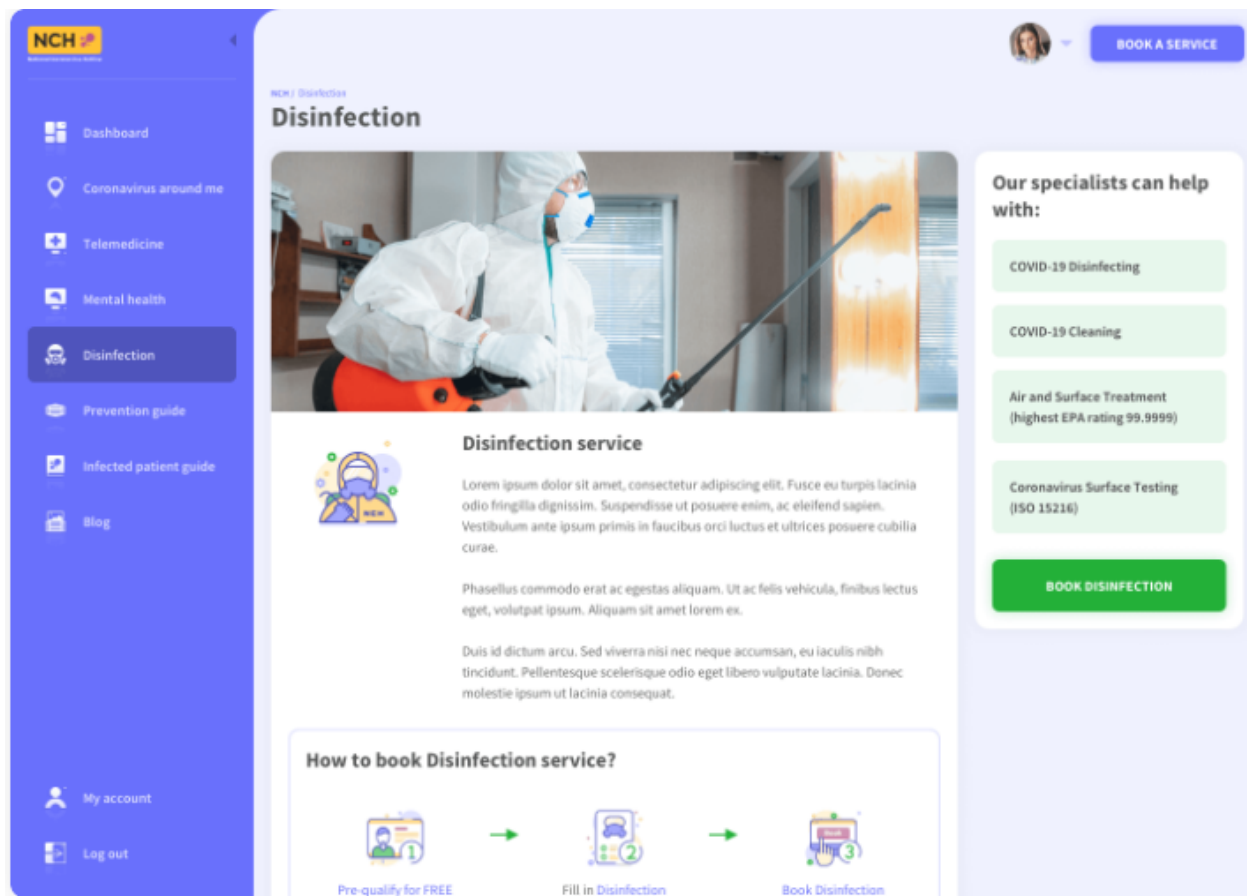 NCH
BOOK A SERVICE
NCH / Disinfection
Disinfection
Dashboard
Coronavirus around me
Telemedicine
Mental health
Disinfection
Prevention guide
Infected patient guide
Blog
My account
Log out
Disinfection service
Lorem ipsum dolor sit amet, consectetur adipiscing elit. Fusce eu turpis lacinia
odio fringilla dignissim. Suspendisse ut posuere enim, ac eleifend sapien.
Vestibulum ante ipsum primis in faucibus orci luctus et ultrices posuere cubilia
curae.
Phasellus commodo erat ac egestas aliquam. Ut ac felis vehicula, finibus lectus
eget, volutpat ipsum. Aliquam sit amet lorem ex.
Duis id dictum arcu. Sed viverra nisi nec neque accumsan, eu iaculis nibh
tincidunt. Pellentesque scelerisque odio eget libero vulputate lacinia. Donec
molestie ipsum ut lacinia consequat.
NCH
How to book Disinfection service?
1
2
Book
3
Pre-qualify for FREE
Fill in Disinfection
Book Disinfection
Our specialists can help
with:
COVID-19 Disinfecting
COVID-19 Cleaning
Air and Surface Treatment
(highest EPA rating 99.9999)
Coronavirus Surface Testing
(ISO 15216)
BOOK DISINFECTION